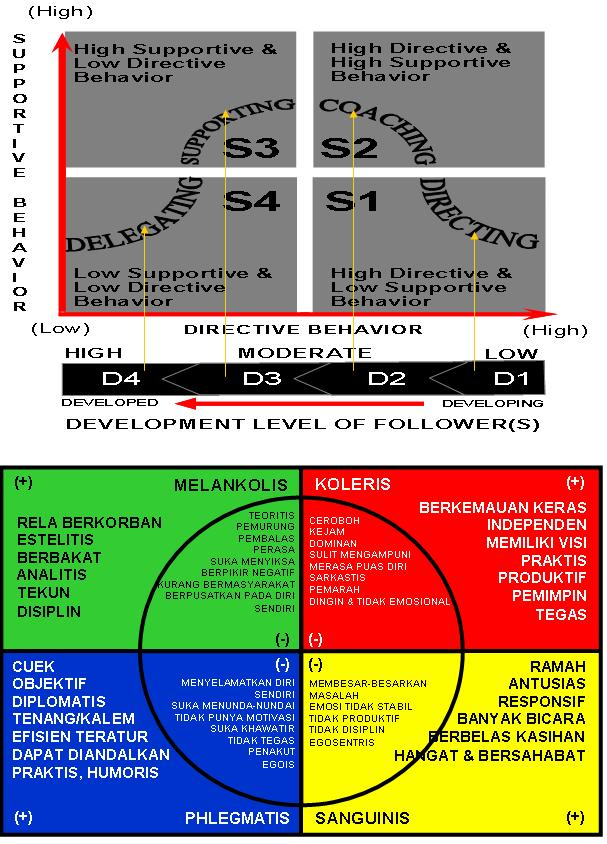 (High)
SUPPORTIVE BEHAVIOR
High Supportive &
Low Directive
Behavior
High Directive &
High Supportive
Behavior
SUPPORTING
S3
COACHING
S2
DELEGATING
S4
S1
DIRECTING
Low Supportive &
Low Directive
Behavior
High Directive &
Low Supportive
Behavior
(Low)
DIRECTIVE BEHAVIOR
(High)
HIGH
MODERATE
LOW
D4
D3
D2
D1
DEVELOPED
DEVELOPING
DEVELOPMENT LEVEL OF FOLLOWER(S)
(+)
MELANKOLIS
RELA BERKORBAN
ESTELITIS
BERBAKAT
ANALITIS
TEKUN
DISIPLIN
TEORITIS
PEMURUNG
PEMBALAS
PERASA
SUKA MENYIKSA
BERPIKIR NEGATIF
KURANG BERMASYARAKAT
BERPUSATKAN PADA DIRI
SENDIRI
(-)
KOLERIS
(+)
CEROBOH
KEJAM
DOMINAN
SULIT MENGAMPUNI
MERASA PUAS DIRI
SARKASTIS
PEMARAH
DINGIN & TIDAK EMOSIONAL
(-)
BERKEMAUAN KERAS
INDEPENDEN
MEMILIKI VISI
PRAKTIS
PRODUKTIF
PEMIMPIN
TEGAS
CUEK
OBJEKTIF
DIPLOMATIS
TENANG/KALEM
EFISIEN TERATUR
DAPAT DIANDALKAN
PRAKTIS, HUMORIS
(-)
MENYELAMATKAN DIRI
SENDIRI
SUKA MENUNDA-NUNDAI
TIDAK PUNYA MOTIVASI
SUKA KHAWATIR
TIDAK TEGAS
PENAKUT
EGOIS
(+)
PHLEGMATIS
(-)
MEMBESAR-BESARKAN
MASALAH
EMOSI TIDAK STABIL
TIDAK PRODUKTIF
TIDAK DISIPLIN
EGOSENTRIS
RAMAH
ANTUSIAS
RESPONSIF
BANYAK BICARA
BERBELAS KASIHAN
HANGAT & BERSAHABAT
SANGUINIS
(+)